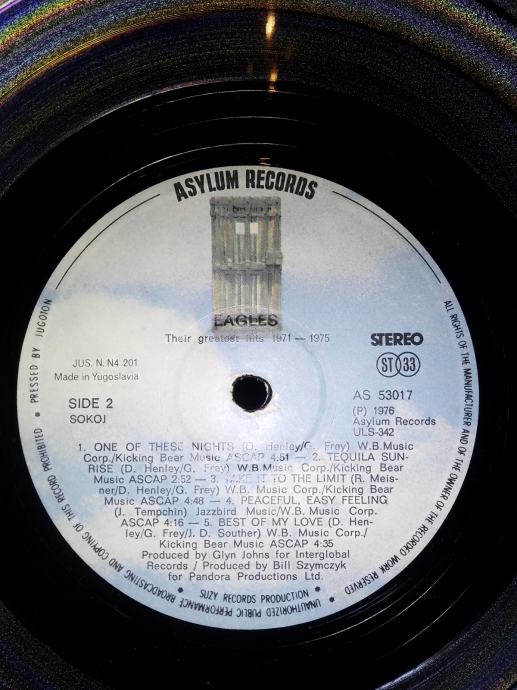 ASYLUM RECORDS
EAGLES
Their greatest hits 1971 — 1975
STEREO
JUS. N. N4 201
Made in Yugoslavia
ST 33
SIDE 2
SOKOJ
AS 53017
(P) 1976
Asylum Records
ULS-342
1. ONE OF THESE NIGHTS (D. Henley/G. Frey) W.B.Music
Corp./Kicking Bear Music ASCAP 4:51 — 2. TEQUILA SUN-
RISE (D. Henley/G. Frey) W.B.Music Corp./Kicking Bear
Music ASCAP 2:52 — 3. TAKE IT TO THE LIMIT (R. Meis-
ner/D. Henley/G. Frey) W.B. Music Corp./Kicking Bear
Music ASCAP 4:48 — 4. PEACEFUL, EASY FEELING
(J. Tempchin) Jazzbird Music/W.B. Music Corp.
ASCAP 4:16 — 5. BEST OF MY LOVE (D. Hen-
ley/G. Frey/J. D. Souther) W.B. Music Corp./
Kicking Bear Music ASCAP 4:35
Produced by Glyn Johns for Interglobal
Records / Produced by Bill Szymczyk
for Pandora Productions Ltd.
• SUZY RECORDS PRODUCTION •
ALL RIGHTS OF THE MANUFACTURER AND OF THE OWNER OF THE RECORDED WORK RESERVED
UNAUTHORIZED PUBLIC PERFORMANCE BROADCASTING AND COPYING OF THIS RECORD PROHIBITED • PRESSED BY JUGOTON